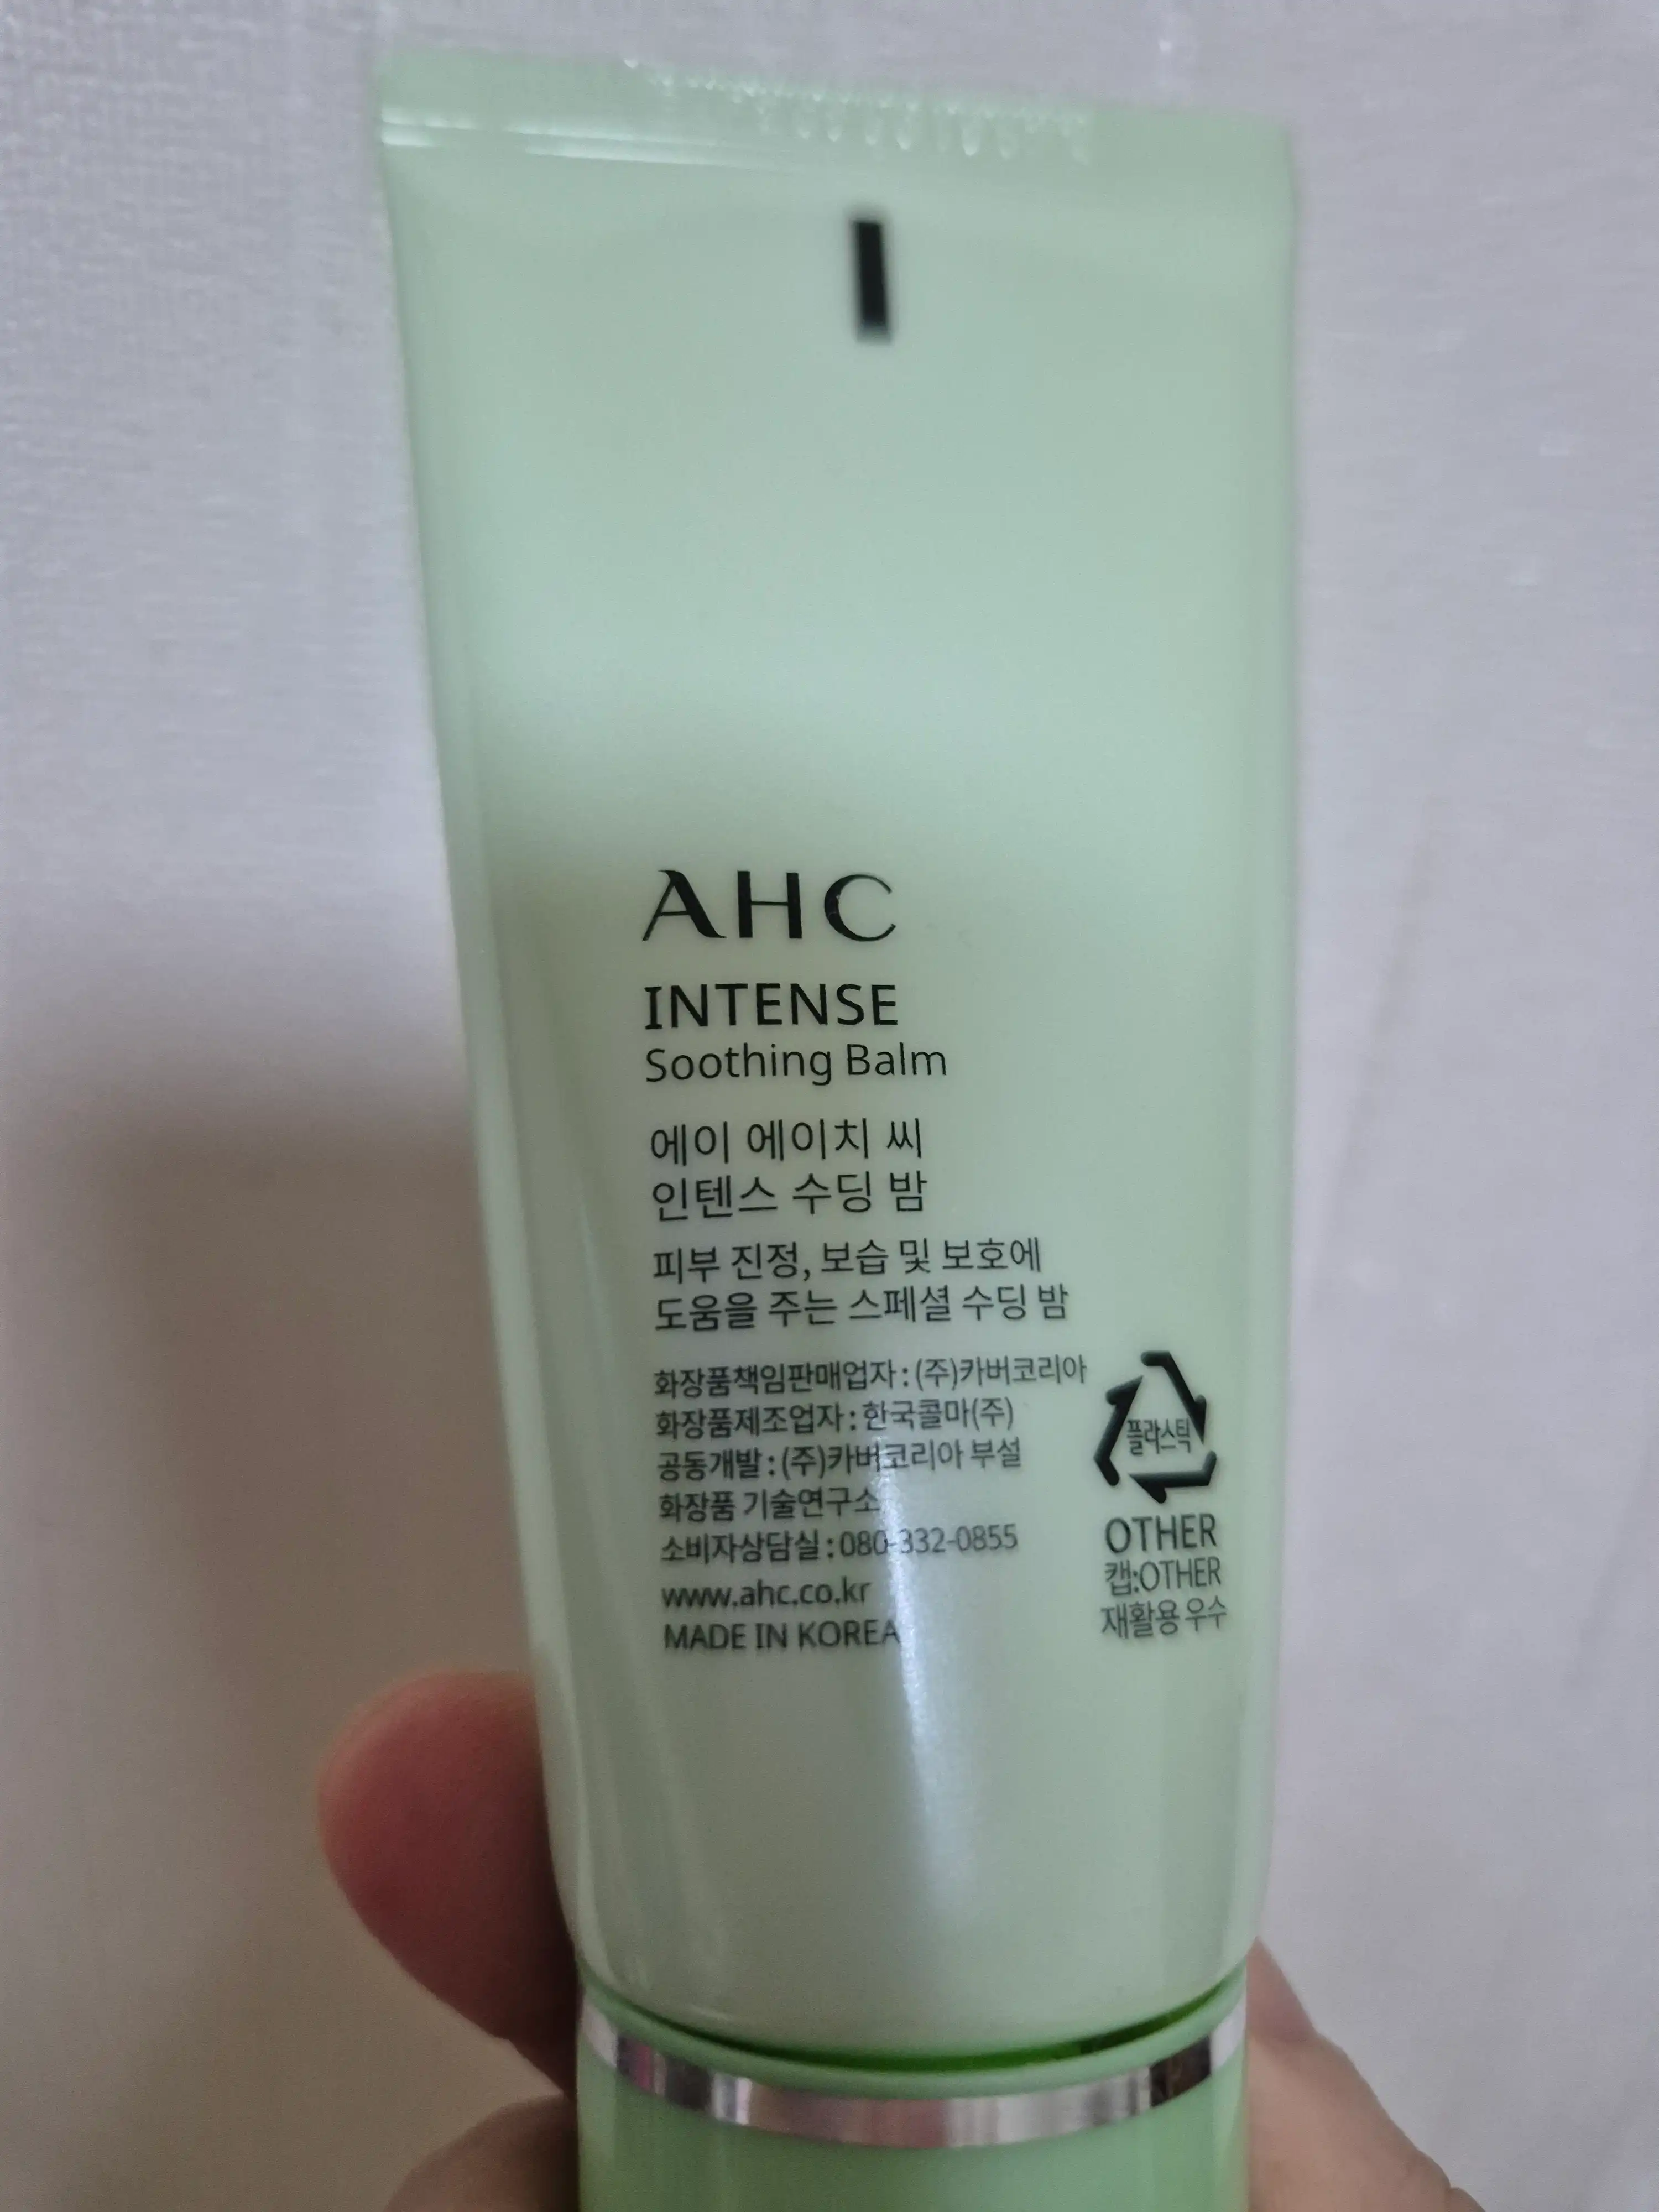 AHC
INTENSE
Soothing Balm
에이 에이치 씨
인텐스 수딩 밤
피부 진정, 보습 및 보호에
도움을 주는 스페셜 수딩 밤
화장품책임판매업자 : (주)카버코리아
화장품제조업자 : 한국콜마(주)
공동개발 : (주)카버코리아 부설
화장품 기술연구소
소비자상담실 : 080-332-0855
www.ahc.co.kr
MADE IN KOREA
플라스틱
OTHER
캡:OTHER
재활용 우수